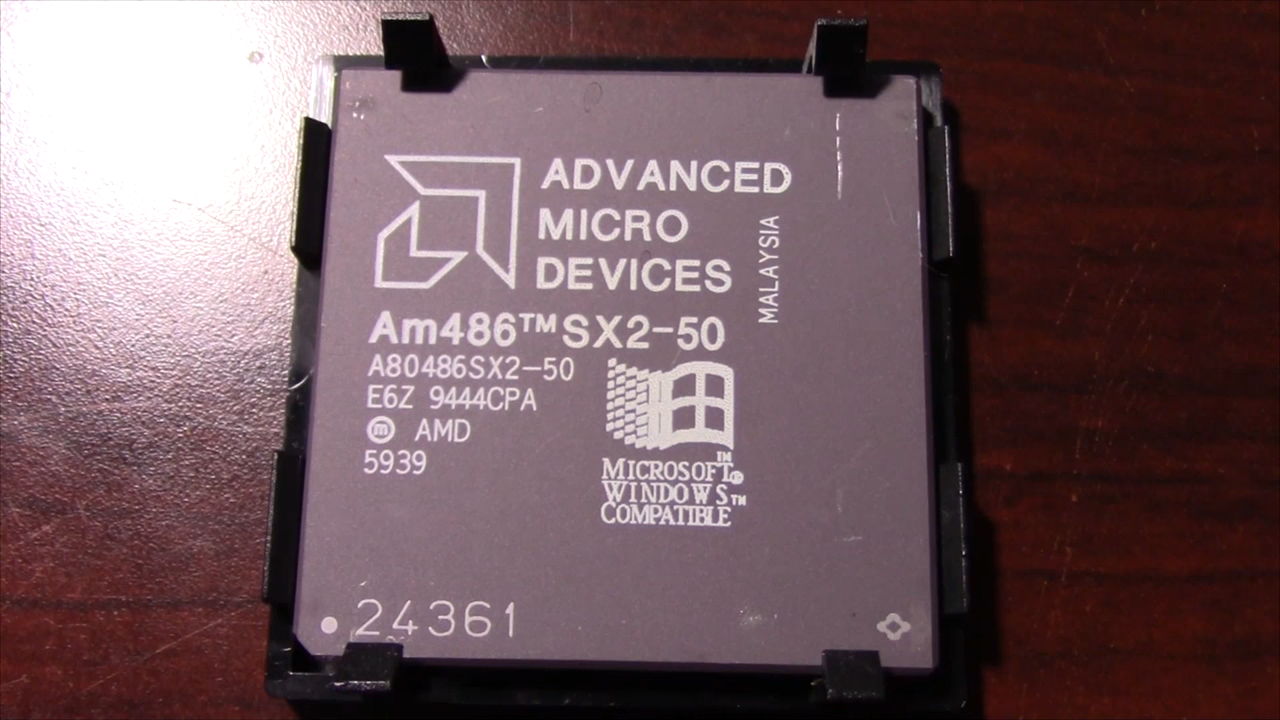 ADVANCED
MICRO
DEVICES
MALAYSIA
Am486™SX2-50
A80486SX2-50
E6Z 9444CPA
ⓜ AMD
5939
MICROSOFT®
WINDOWS™
COMPATIBLE
24361